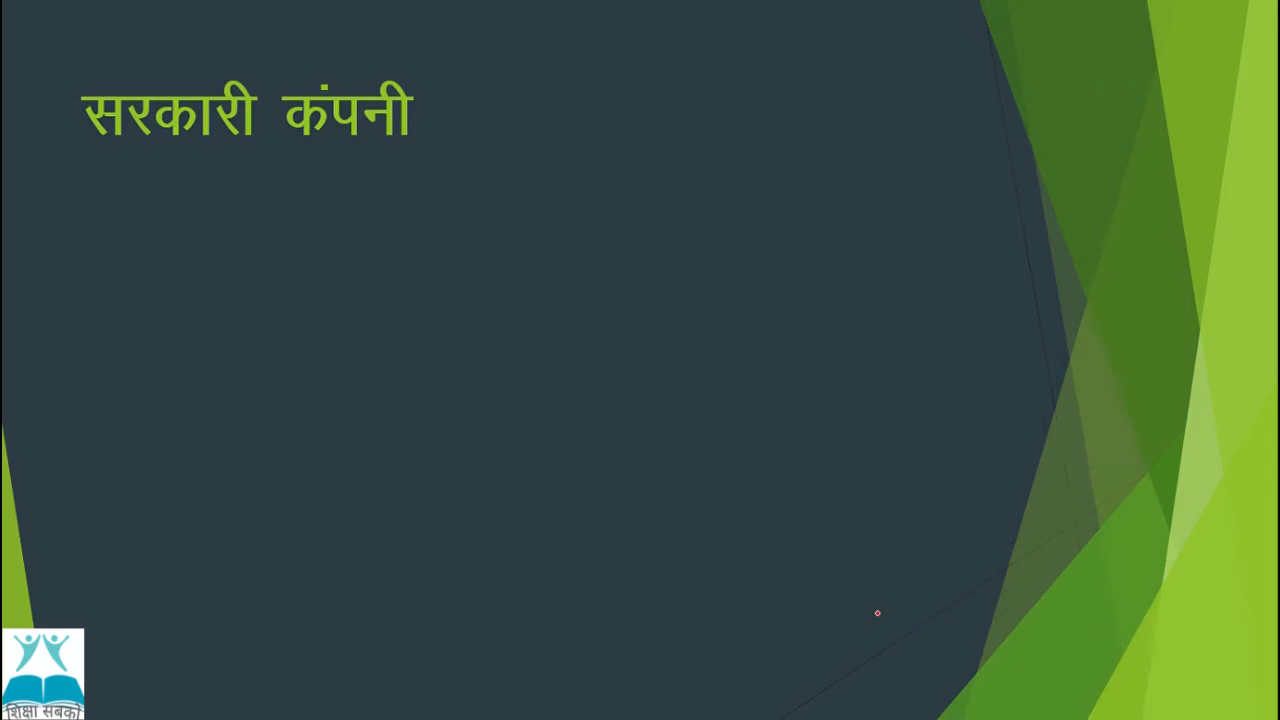 सरकारी कंपनी
शिक्षा सबको